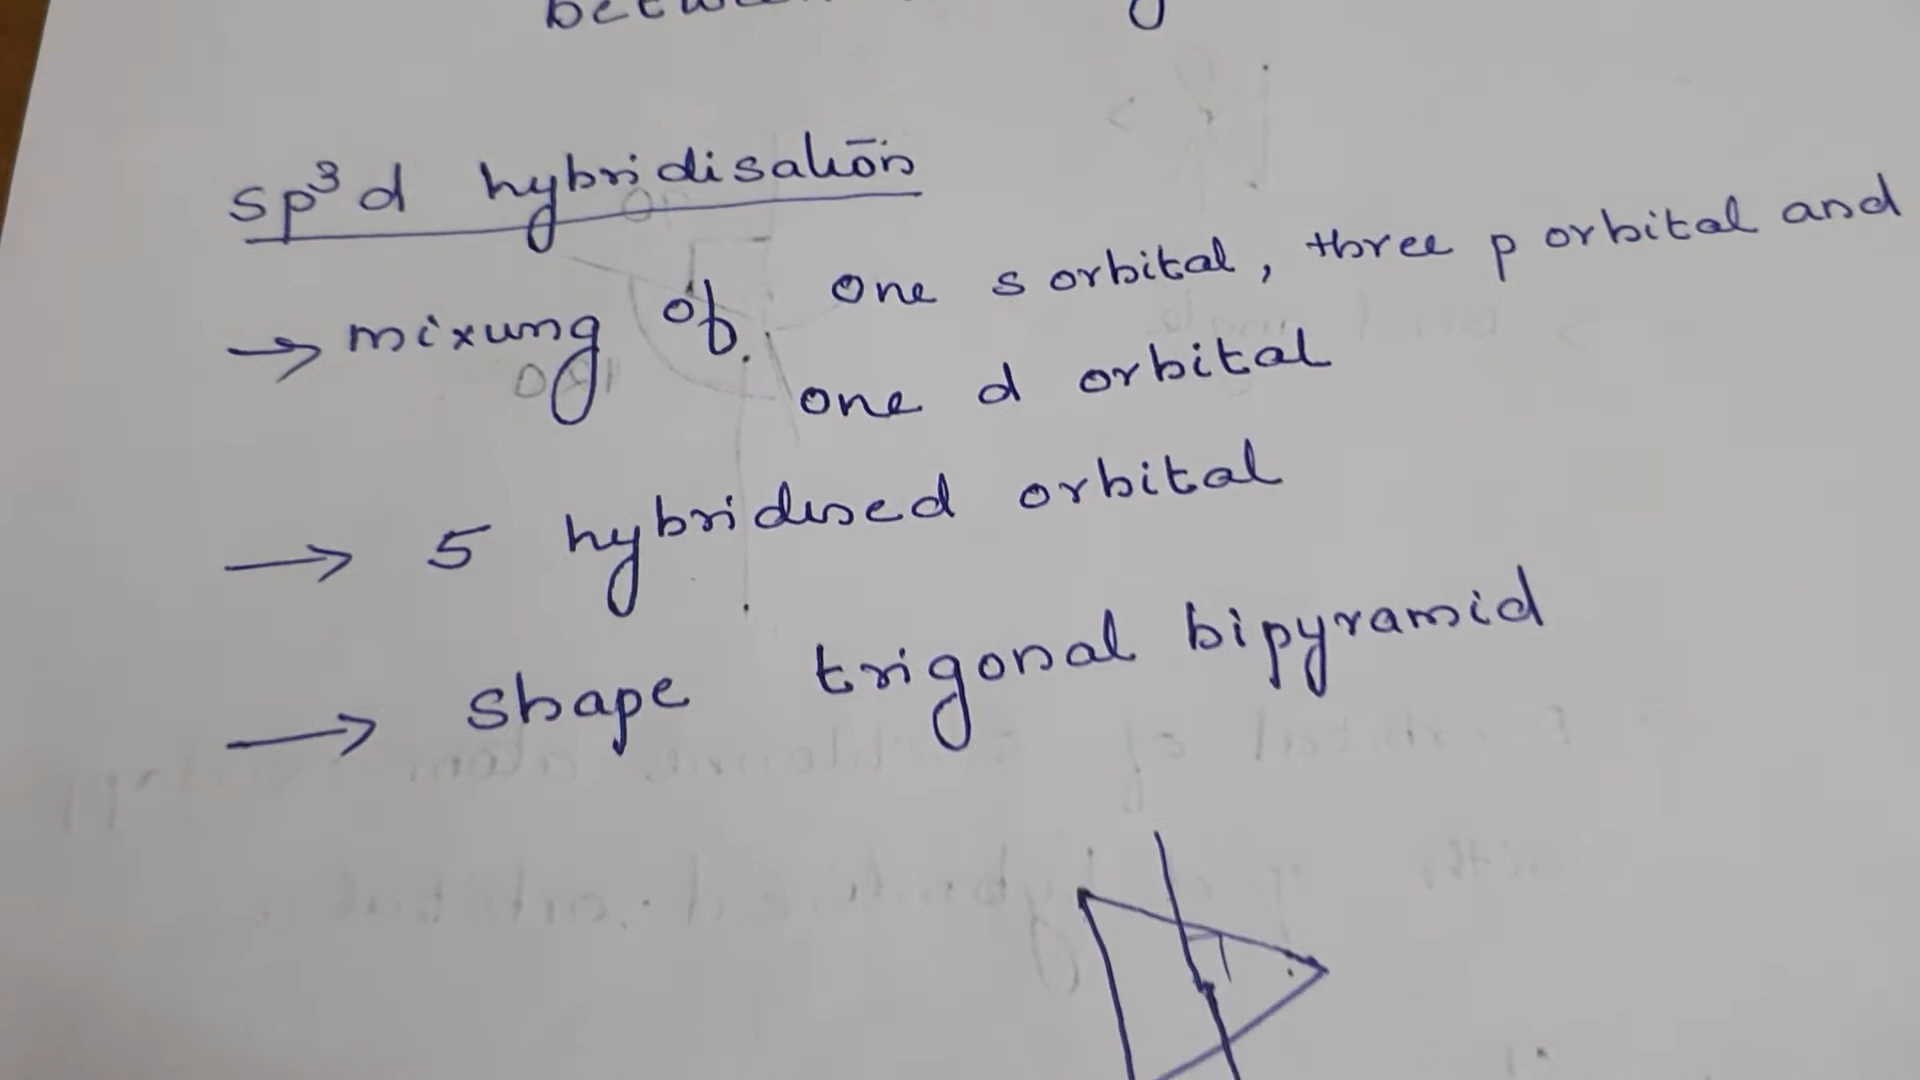 sp³d hybridisation
→ mixing of one s orbital, three p orbital and
one d orbital
→ 5 hybridised orbital
→ shape trigonal bipyramid